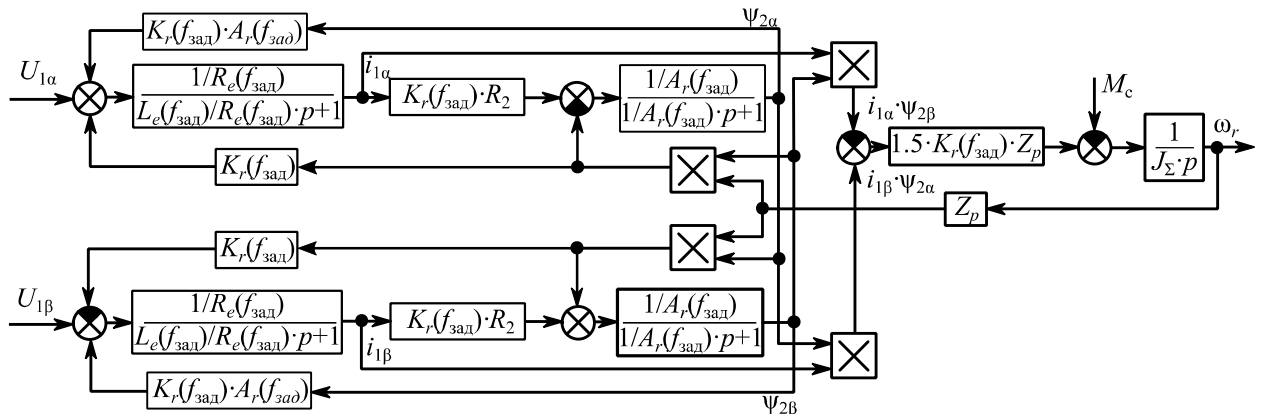 K_r(f_зад)·A_r(f_зад)
ψ_2α
U_1α
1/R_e(f_зад)
L_e(f_зад)/R_e(f_зад)·p+1
i_1α
K_r(f_зад)·R_2
1/A_r(f_зад)
1/A_r(f_зад)·p+1
i_1α·ψ_2β
M_с
1.5·K_r(f_зад)·Z_p
1
J_Σ·p
ω_r
K_r(f_зад)
i_1β·ψ_2α
Z_p
K_r(f_зад)
U_1β
1/R_e(f_зад)
L_e(f_зад)/R_e(f_зад)·p+1
i_1β
K_r(f_зад)·R_2
1/A_r(f_зад)
1/A_r(f_зад)·p+1
K_r(f_зад)·A_r(f_зад)
ψ_2β